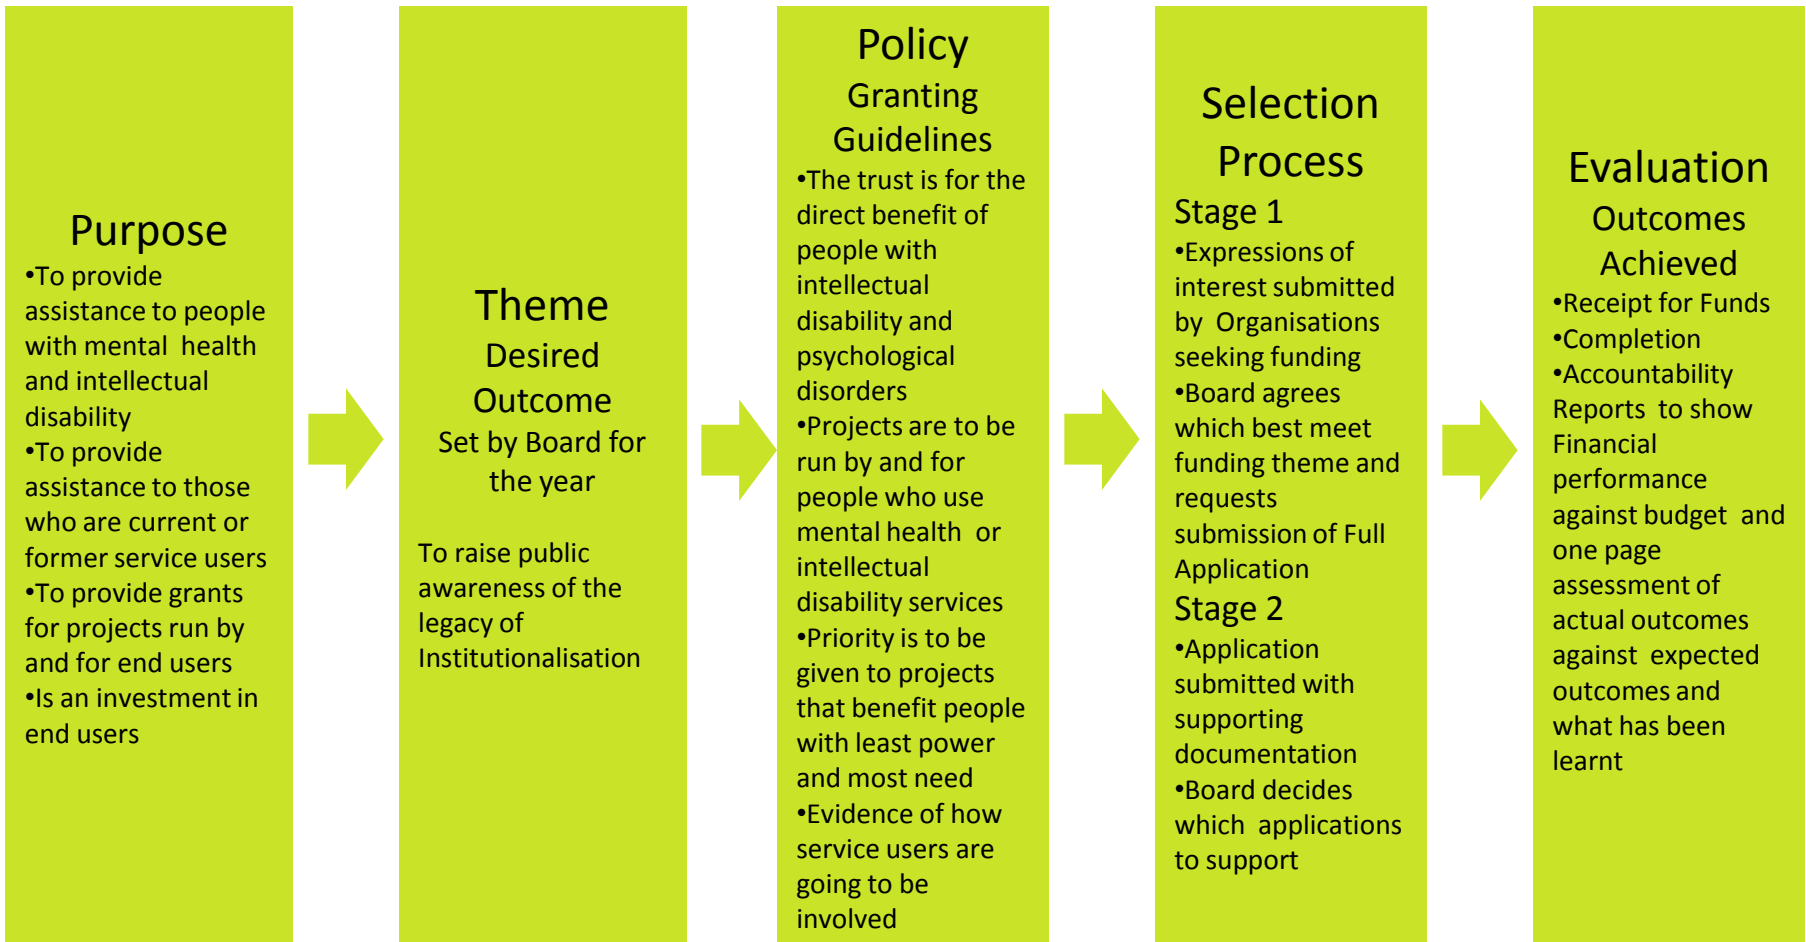 Purpose
•To provide
assistance to people
with mental health
and intellectual
disability
•To provide
assistance to those
who are current or
former service users
•To provide grants
for projects run by
and for end users
•Is an investment in
end users
Theme
Desired
Outcome
Set by Board for
the year
To raise public
awareness of the
legacy of
Institutionalisation
Policy
Granting
Guidelines
•The trust is for the
direct benefit of
people with
intellectual
disability and
psychological
disorders
•Projects are to be
run by and for
people who use
mental health or
intellectual
disability services
•Priority is to be
given to projects
that benefit people
with least power
and most need
•Evidence of how
service users are
going to be
involved
Selection
Process
Stage 1
•Expressions of
interest submitted
by Organisations
seeking funding
•Board agrees
which best meet
funding theme and
requests
submission of Full
Application
Stage 2
•Application
submitted with
supporting
documentation
•Board decides
which applications
to support
Evaluation
Outcomes
Achieved
•Receipt for Funds
•Completion
•Accountability
Reports to show
Financial
performance
against budget and
one page
assessment of
actual outcomes
against expected
outcomes and
what has been
learnt